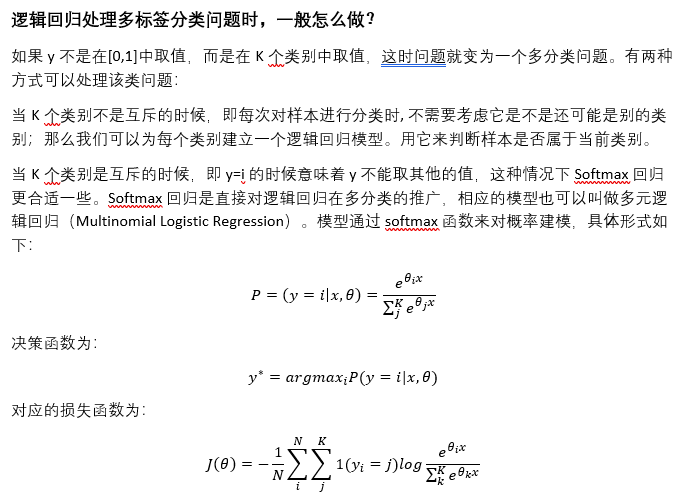 逻辑回归处理多标签分类问题时，一般怎么做？
如果 y 不是在[0,1]中取值，而是在 K 个类别中取值，这时问题就变为一个多分类问题。有两种
方式可以处理该类问题：
当 K 个类别不是互斥的时候，即每次对样本进行分类时，不需要考虑它是不是还可能是别的类
别；那么我们可以为每个类别建立一个逻辑回归模型。用它来判断样本是否属于当前类别。
当 K 个类别是互斥的时候，即 y=i 的时候意味着 y 不能取其他的值，这种情况下 Softmax 回归
更合适一些。Softmax 回归是直接对逻辑回归在多分类的推广，相应的模型也可以叫做多元逻
辑回归（Multinomial Logistic Regression）。模型通过 softmax 函数来对概率建模，具体形式如
下：
P = (y = i|x, θ) = e^{θ_i x} / ∑_j^K e^{θ_j x}
决策函数为：
y* = argmax_i P(y = i|x, θ)
对应的损失函数为：
J(θ) = −1/N ∑_i^N ∑_j^K 1(y_i = j) log e^{θ_i x} / ∑_k^K e^{θ_k x}